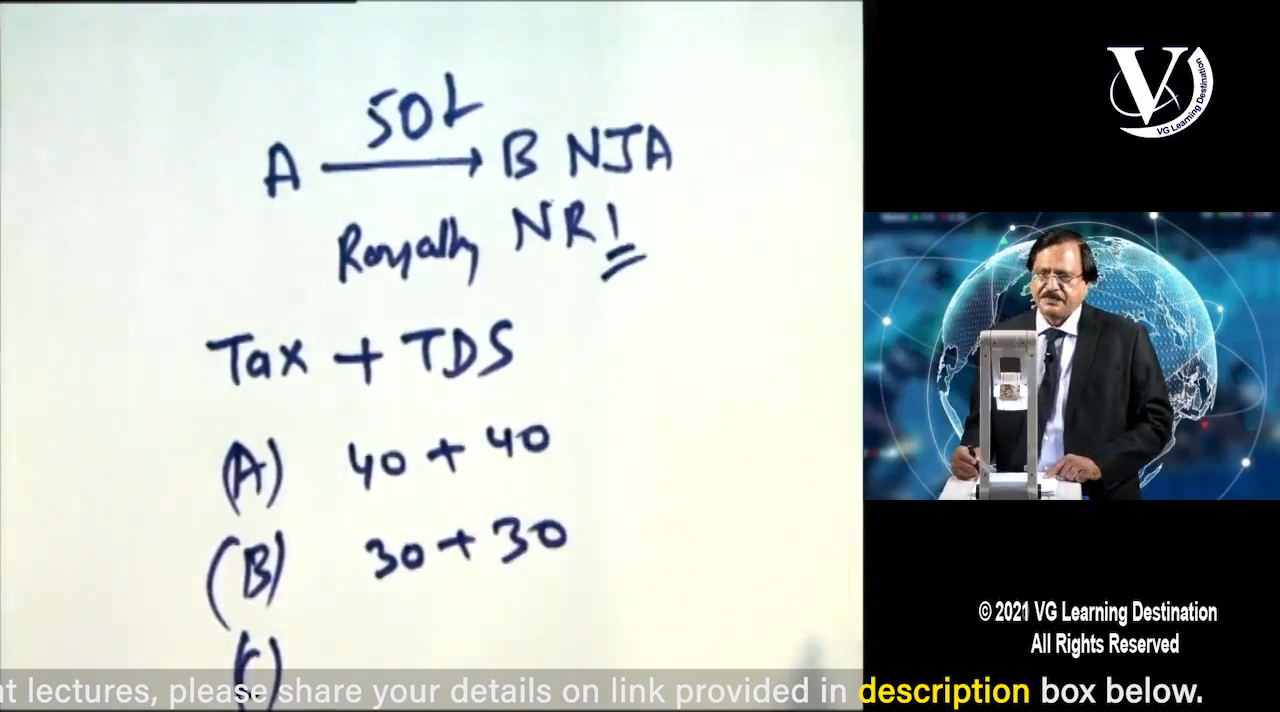 50L
A → B NJA
Royalty NRI
Tax + TDS
(A) 40 + 40
(B) 30 + 30
(C)
V
VG Learning Destination
© 2021 VG Learning Destination
All Rights Reserved
t lectures, please share your details on link provided in description box below.